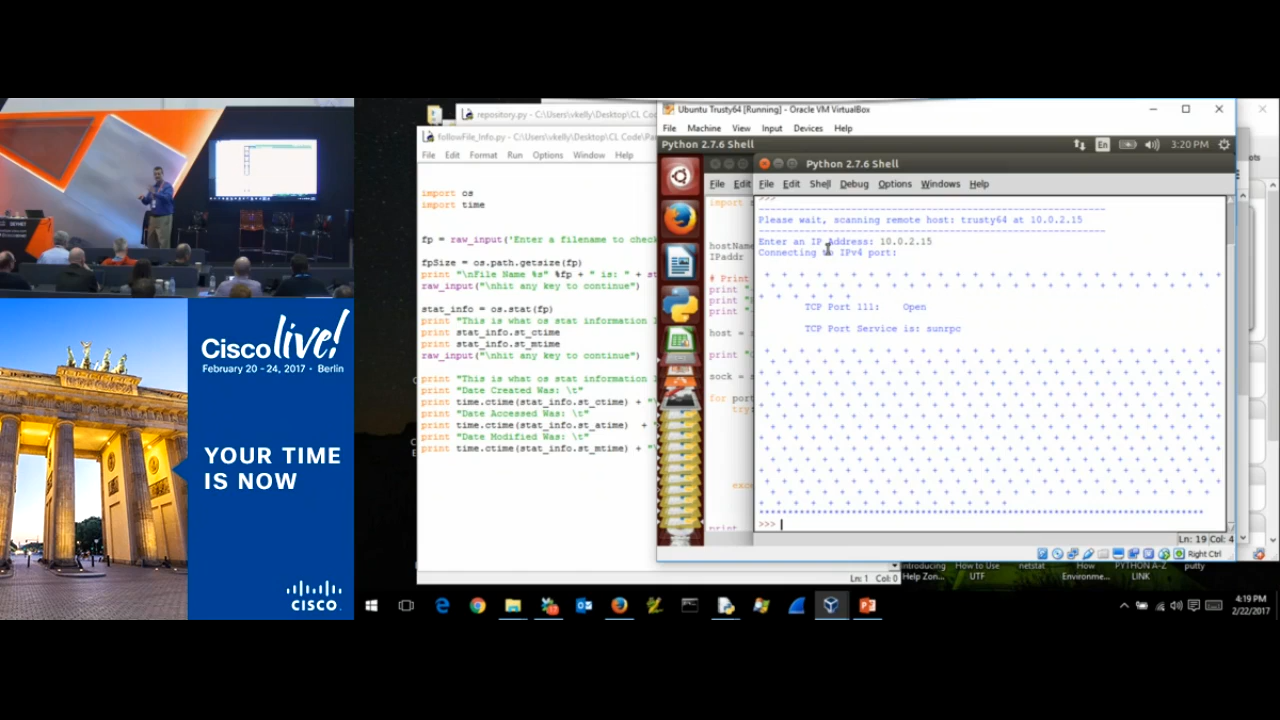 Cisco live!
February 20 - 24, 2017 • Berlin
YOUR TIME
IS NOW
CISCO
repository.py - C:\Users\vkelly\Desktop\CL Co
followFile_Info.py - C:\Users\vkelly\Desktop\CL Code\Pa
File Edit Format Run Options Window Help
import os
import time
fp = raw_input('Enter a filename to check
fpSize = os.path.getsize(fp)
print "\nFile Name %s" %fp + " is: " + st
raw_input("\nhit any key to continue")
stat_info = os.stat(fp)
print "This is what os stat information
print stat_info.st_ctime
print stat_info.st_mtime
raw_input("\nhit any key to continue")
print "This is what os stat information
print "Date Created Was: \t"
time.ctime(stat_info.st_ctime) + "
print "Date Accessed Was: \t"
time.ctime(stat_info.st_atime) + "
print "Date Modified Was: \t"
time.ctime(stat_info.st_mtime) + "\
Ln: 1 Col: 0
Ubuntu Trusty64 [Running] - Oracle VM VirtualBox
File Machine View Input Devices Help
Python 2.7.6 Shell
En
3:20 PM
Python 2.7.6 Shell
File Edit
File Edit Shell Debug Options Windows Help
import s
hostName
IPaddr
# Print
print "
print "
print "
host = r
print "C
sock = s
for port
try:
exce
print
>>>
Please wait, scanning remote host: trusty64 at 10.0.2.15
Enter an IP Address: 10.0.2.15
Connecting to IPv4 port:
TCP Port 111: Open
TCP Port Service is: sunrpc
>>>
Ln: 19 Col: 4
Right Ctrl
Introducing
Help Zon...
How to Use
UTF
netstat
How
Environme...
PYTHON A-Z
LINK
putty
4:19 PM
2/22/2017